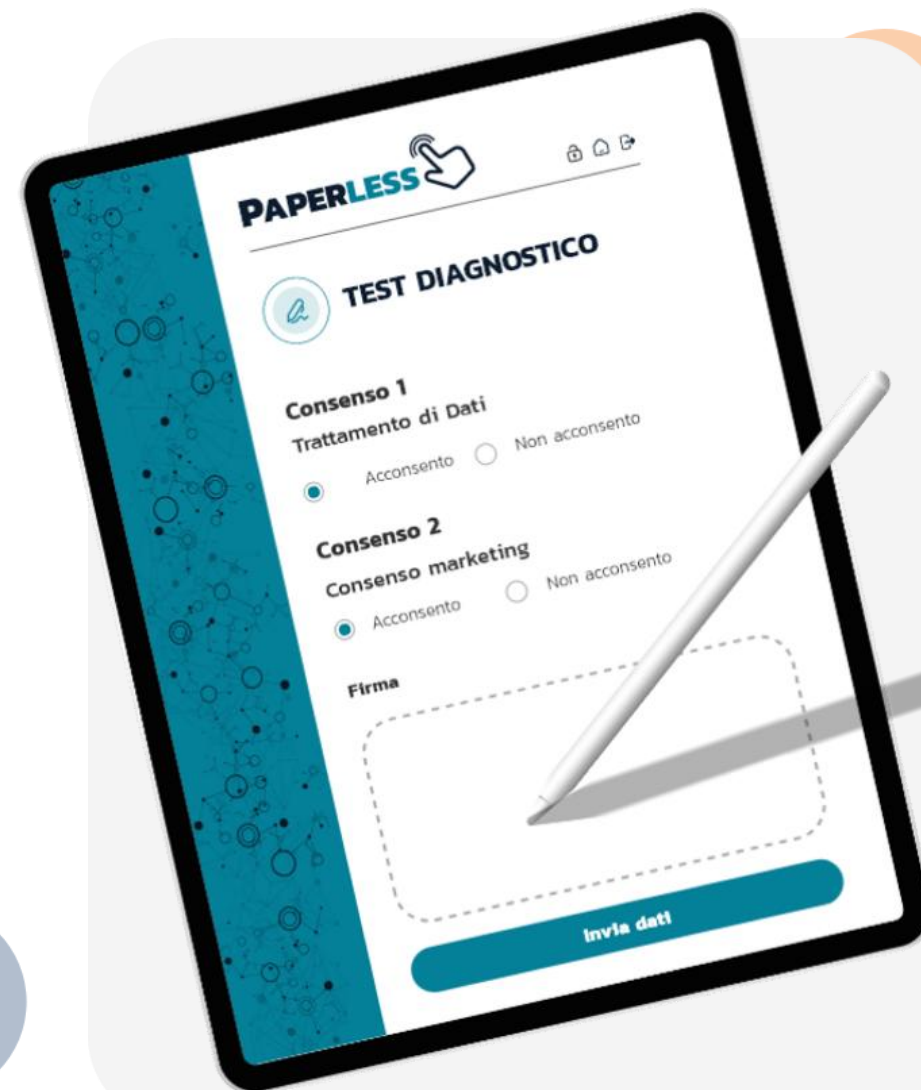 PAPERLESS
TEST DIAGNOSTICO
Consenso 1
Trattamento di Dati
Acconsento Non acconsento
Consenso 2
Consenso marketing
Acconsento Non acconsento
Firma
Invia dati